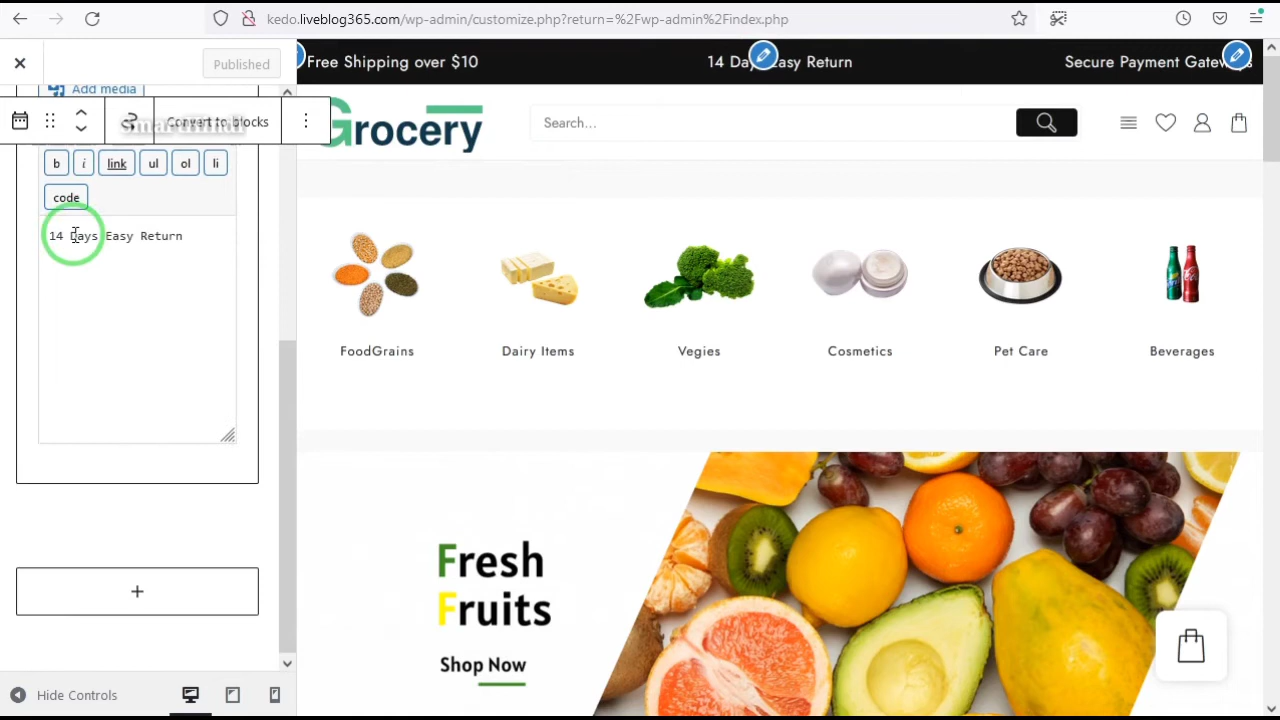 kedo.liveblog365.com/wp-admin/customize.php?return=%2Fwp-admin%2Findex.php
Published
Add media
Convert to blocks
b
i
link
ul
ol
li
code
14 Days Easy Return
Hide Controls
Free Shipping over $10
14 Days Easy Return
Secure Payment Gateways
Grocery
Search...
FoodGrains
Dairy Items
Vegies
Cosmetics
Pet Care
Beverages
Fresh
Fruits
Shop Now